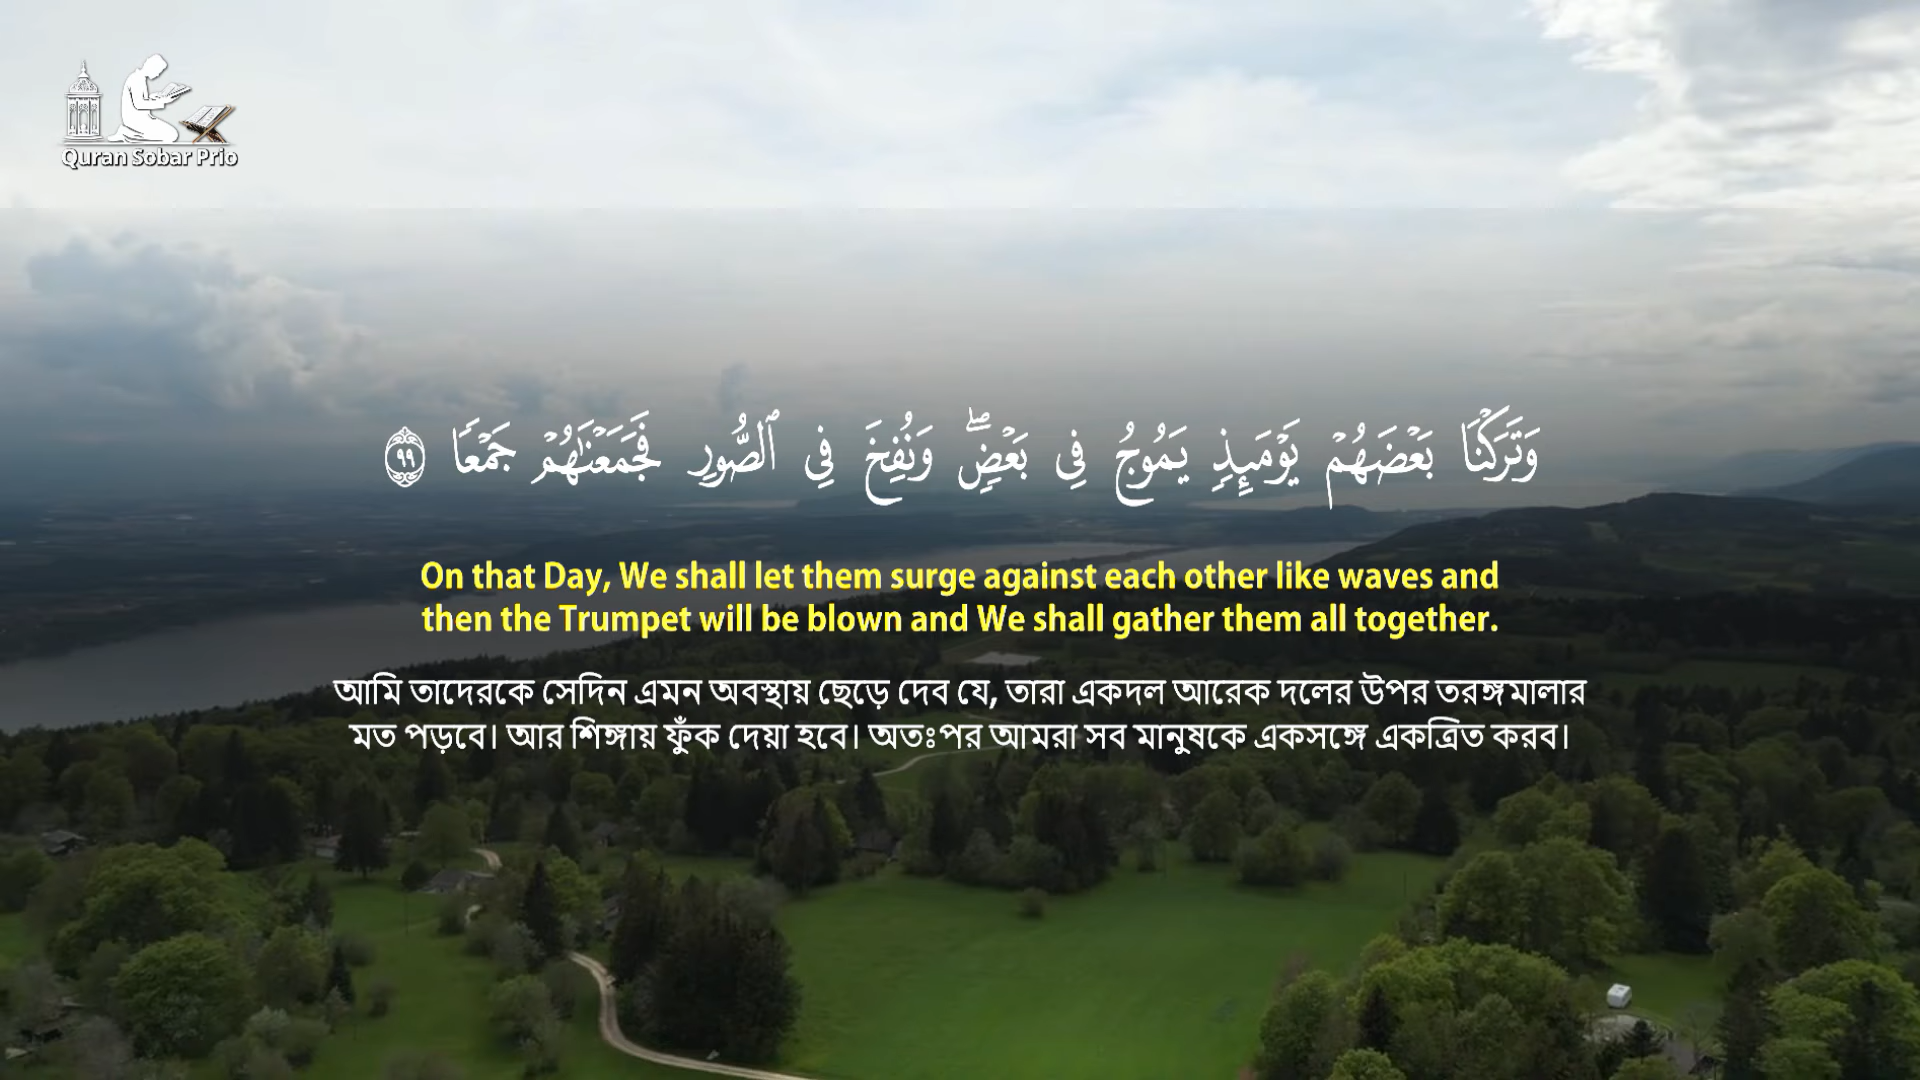 Quran Sobar Prio
وَتَرَكْنَا بَعْضَهُمْ يَوْمَئِذٍ يَمُوجُ فِى بَعْضٍ ۖ وَنُفِخَ فِى ٱلصُّورِ فَجَمَعْنَٰهُمْ جَمْعًا ٩٩
On that Day, We shall let them surge against each other like waves and
then the Trumpet will be blown and We shall gather them all together.
আমি তাদেরকে সেদিন এমন অবস্থায় ছেড়ে দেব যে, তারা একদল আরেক দলের উপর তরঙ্গমালার
মত পড়বে। আর শিঙ্গায় ফুঁক দেয়া হবে। অতঃপর আমরা সব মানুষকে একসঙ্গে একত্রিত করব।